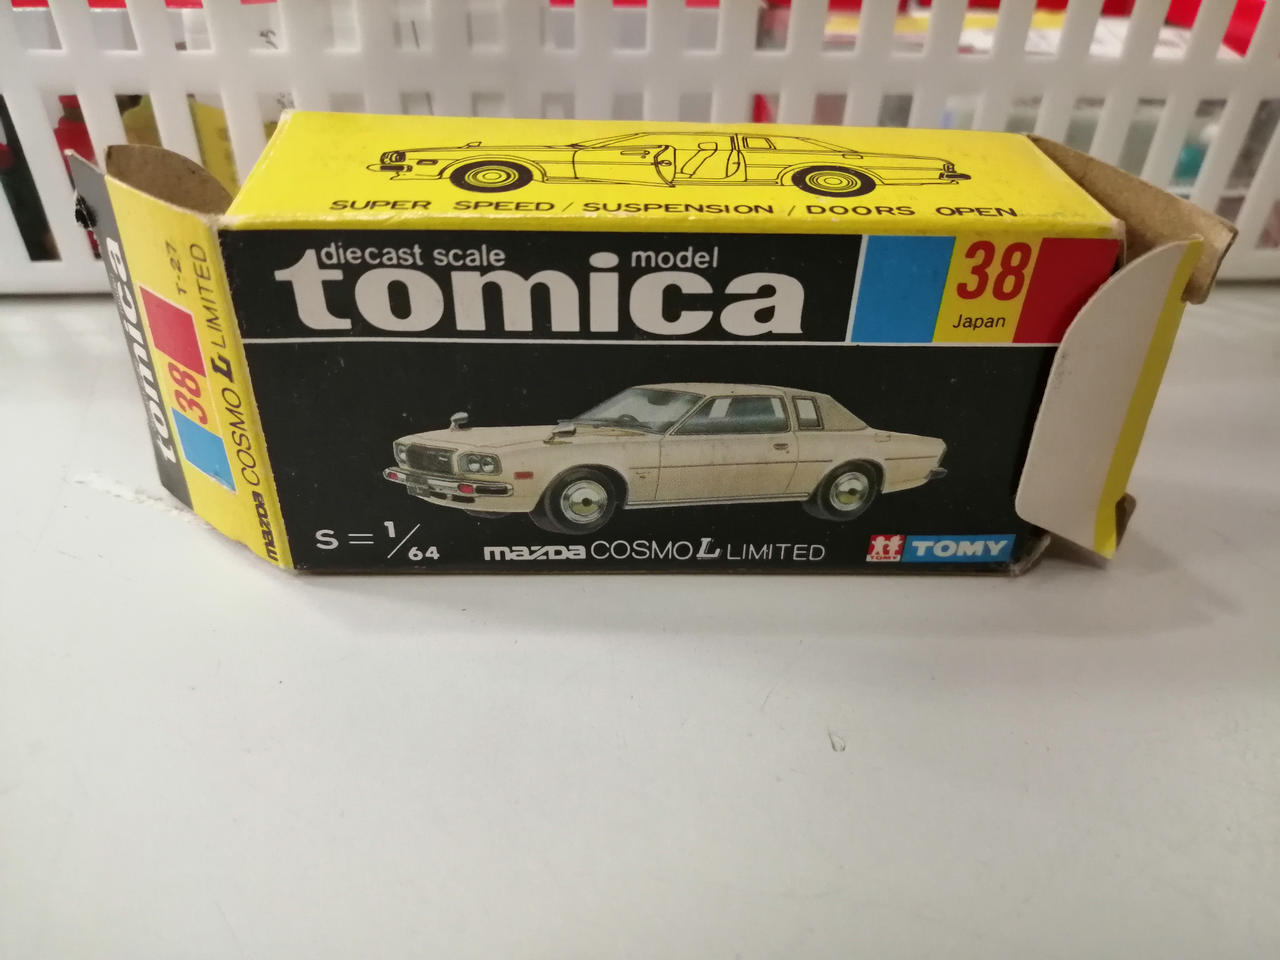 SUPER SPEED / SUSPENSION / DOORS OPEN
diecast scale model
tomica
38
Japan
S = 1/64
mazda COSMO L LIMITED
TOMY
TOMY
tomica
38
T-27
mazda COSMO L LIMITED